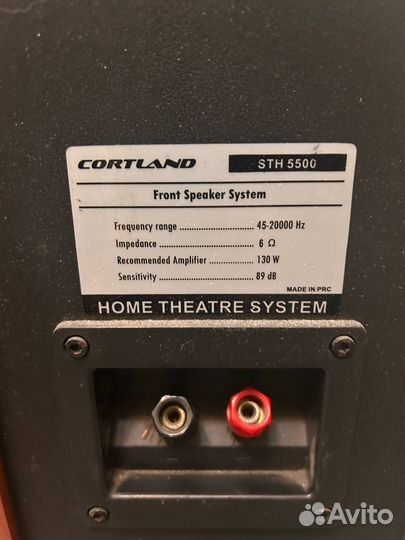 CORTLAND STH 5500
Front Speaker System
Frequency range ........................ 45-20000 Hz
Impedance ................................ 6 Ω
Recommended Amplifier ............... 130 W
Sensitivity ................................ 89 dB
MADE IN PRC
HOME THEATRE SYSTEM
Avito